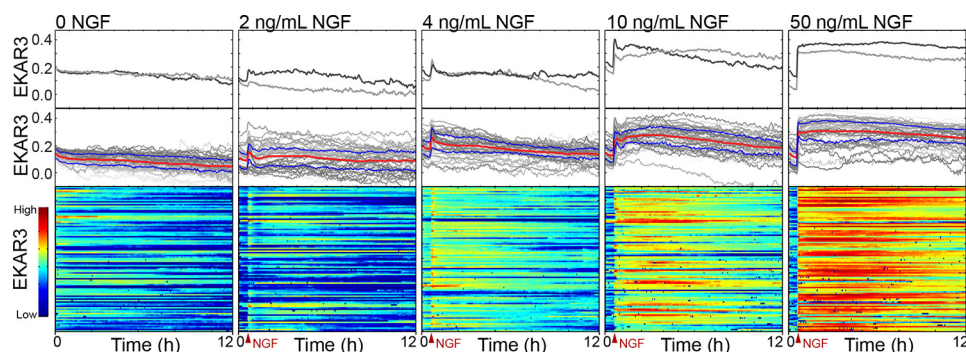 0 NGF 2 ng/mL NGF 4 ng/mL NGF 10 ng/mL NGF 50 ng/mL NGF
EKAR3
0.4
0.2
0.0
EKAR3
0.4
0.2
0.0
EKAR3
High
Low
0 Time (h) 12 0 NGF Time (h) 12 0 NGF Time (h) 12 0 NGF Time (h) 12 0 NGF Time (h) 12